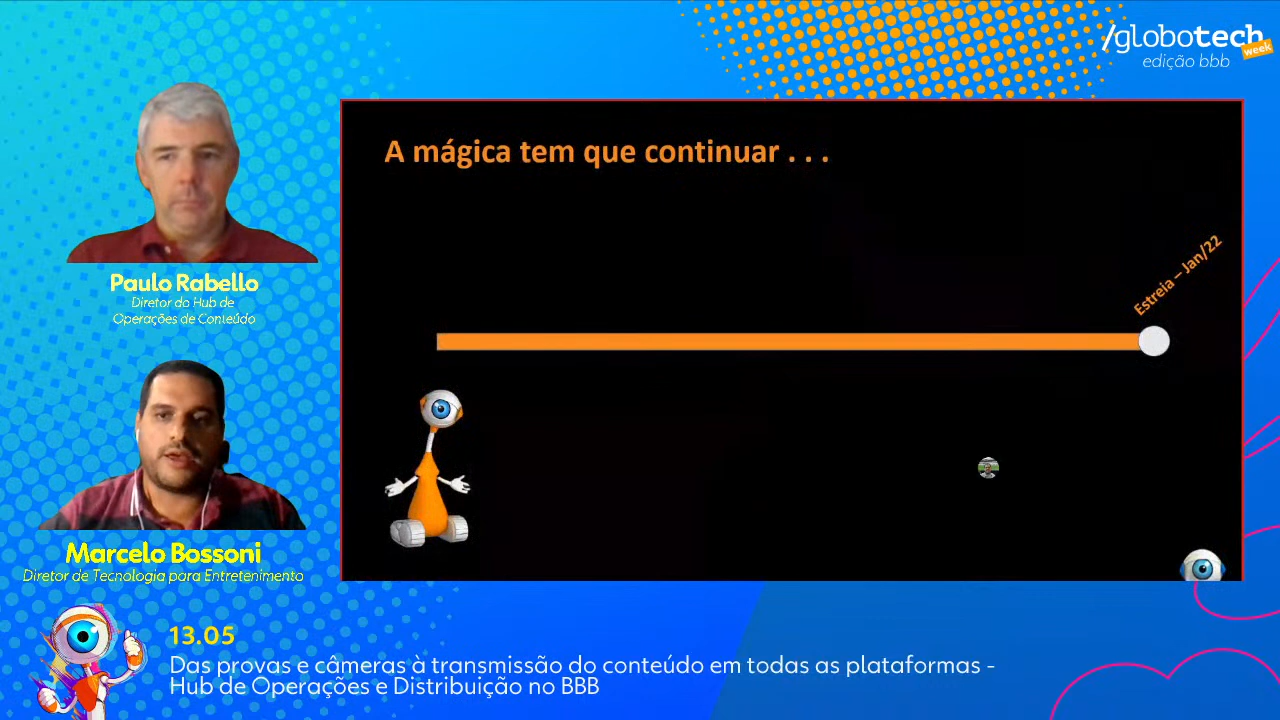 /globotech
week
edição bbb
A mágica tem que continuar . . .
Estreia – Jan/22
Paulo Rabello
Diretor do Hub de
Operações de Conteúdo
Marcelo Bossoni
Diretor de Tecnologia para Entretenimento
13.05
Das provas e câmeras à transmissão do conteúdo em todas as plataformas -
Hub de Operações e Distribuição no BBB